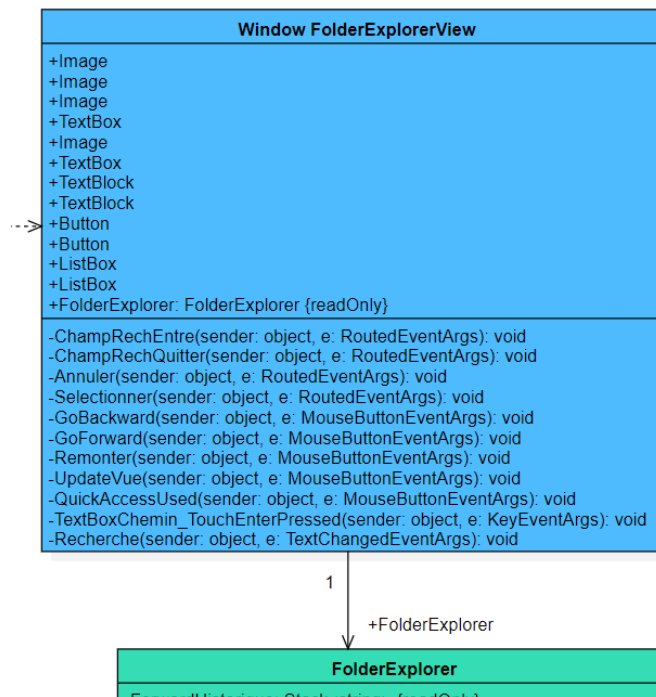 Window FolderExplorerView
+Image
+Image
+Image
+TextBox
+Image
+TextBox
+TextBlock
+TextBlock
+Button
+Button
+ListBox
+ListBox
+FolderExplorer: FolderExplorer {readOnly}
-ChampRechEntre(sender: object, e: RoutedEventArgs): void
-ChampRechQuitter(sender: object, e: RoutedEventArgs): void
-Annuler(sender: object, e: RoutedEventArgs): void
-Selectionner(sender: object, e: RoutedEventArgs): void
-GoBackward(sender: object, e: MouseButtonEventArgs): void
-GoForward(sender: object, e: MouseButtonEventArgs): void
-Remonter(sender: object, e: MouseButtonEventArgs): void
-UpdateVue(sender: object, e: MouseButtonEventArgs): void
-QuickAccessUsed(sender: object, e: MouseButtonEventArgs): void
-TextBoxChemin_TouchEnterPressed(sender: object, e: KeyEventArgs): void
-Recherche(sender: object, e: TextChangedEventArgs): void
1
+FolderExplorer
FolderExplorer